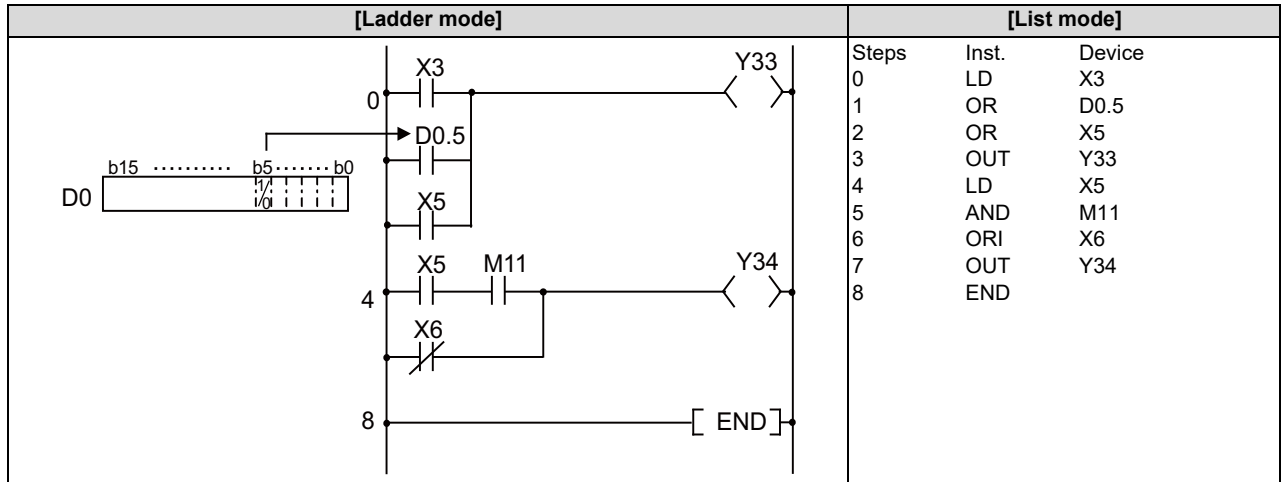 [Ladder mode]
X3
Y33
0
D0.5
b15 ·········· b5 ······· b0
D0
1/0
X5
X5 M11
Y34
4
X6
8
END
[List mode]
Steps Inst. Device
0 LD X3
1 OR D0.5
2 OR X5
3 OUT Y33
4 LD X5
5 AND M11
6 ORI X6
7 OUT Y34
8 END